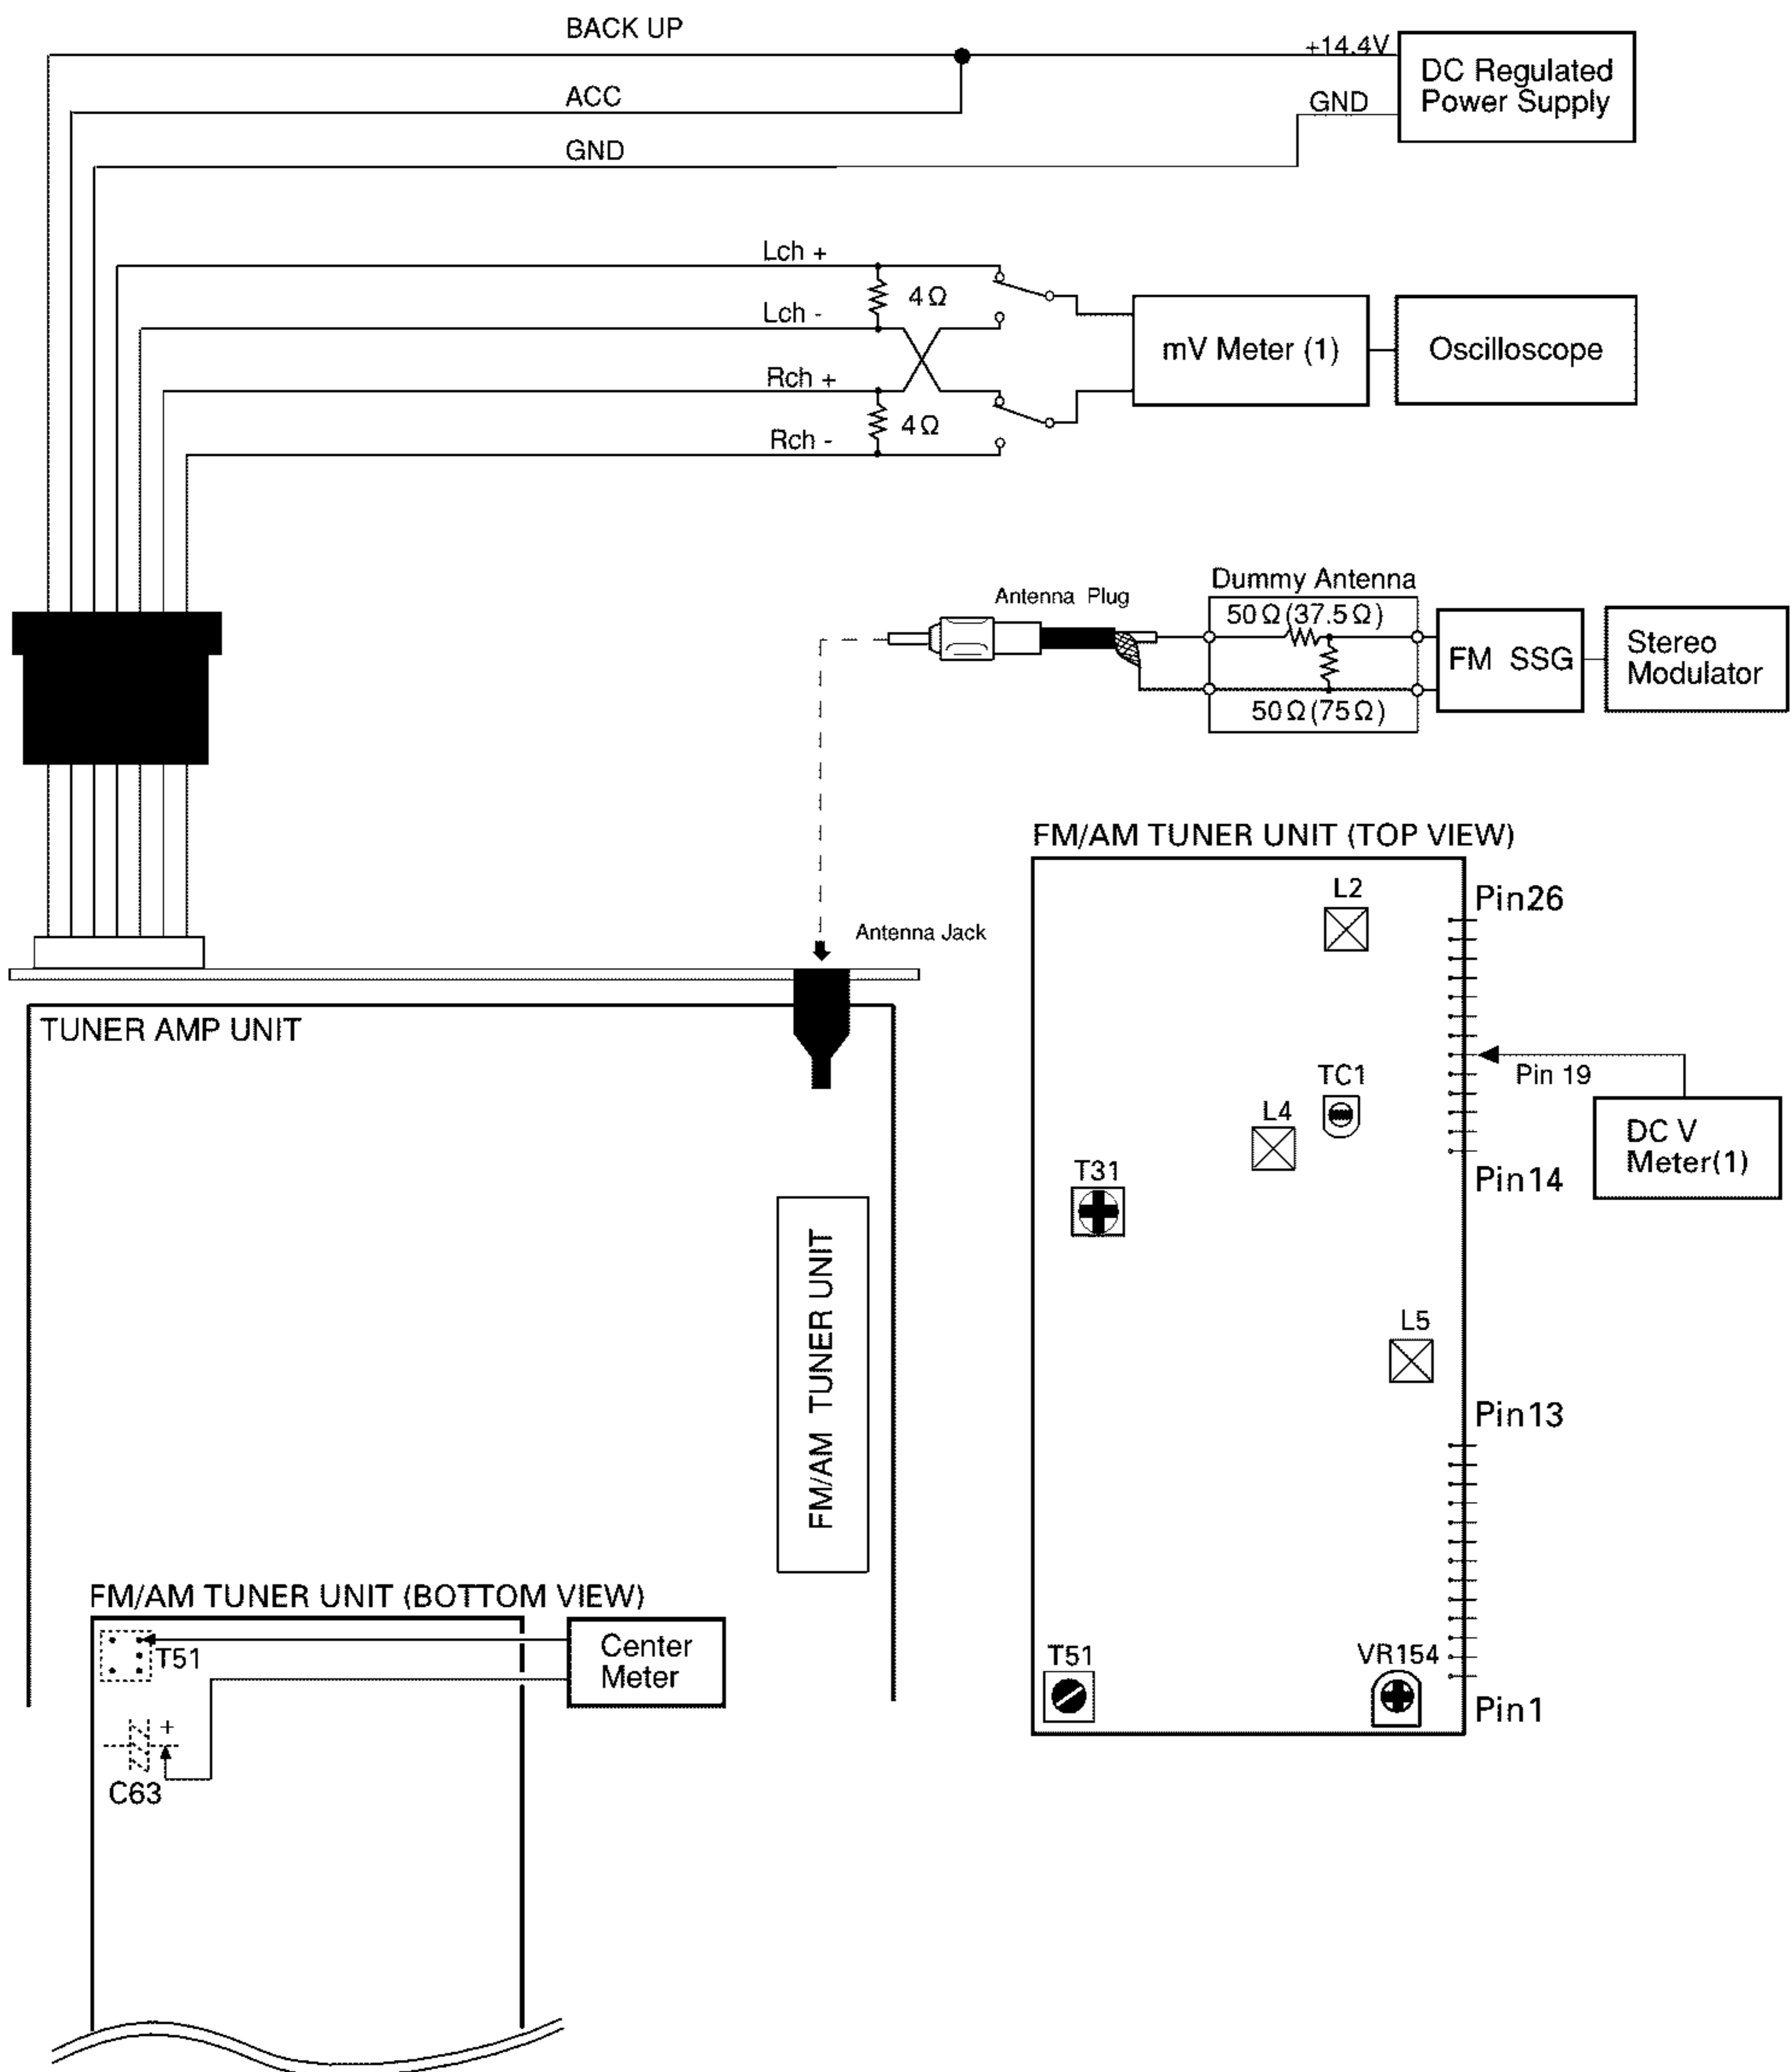 BACK UP
+14.4V
DC Regulated
Power Supply
ACC
GND
GND
Lch +
4Ω
Lch -
mV Meter (1)
Oscilloscope
Rch +
4Ω
Rch -
Dummy Antenna
Antenna Plug
50Ω(37.5Ω)
FM SSG
Stereo
Modulator
50Ω(75Ω)
FM/AM TUNER UNIT (TOP VIEW)
L2
Pin26
Antenna Jack
TUNER AMP UNIT
TC1
Pin 19
L4
DC V
Meter(1)
T31
Pin14
FM/AM TUNER UNIT
L5
Pin13
FM/AM TUNER UNIT (BOTTOM VIEW)
T51
Center
Meter
T51
VR154
Pin1
+
C63